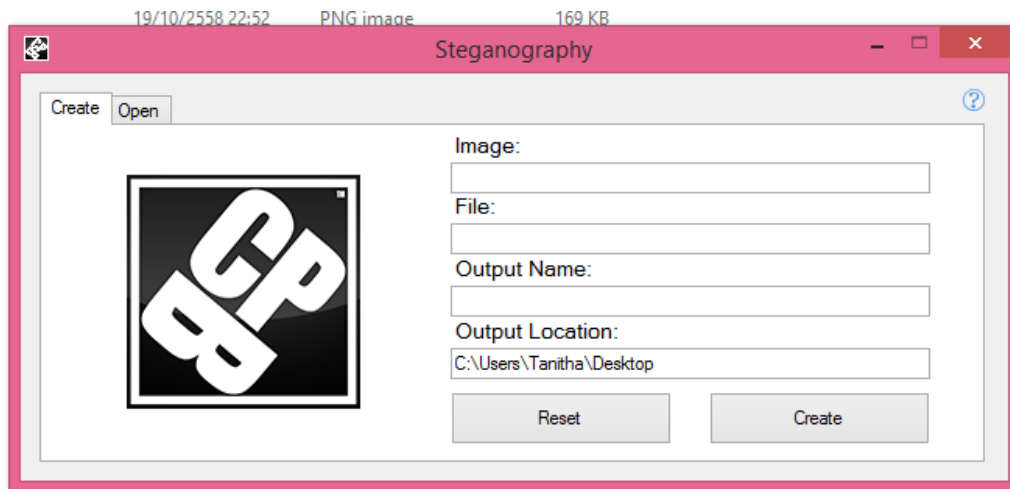 19/10/2558 22:52 PNG image 169 KB
Steganography
Create Open
Image:
File:
Output Name:
Output Location:
C:\Users\Tanitha\Desktop
Reset Create
CPB